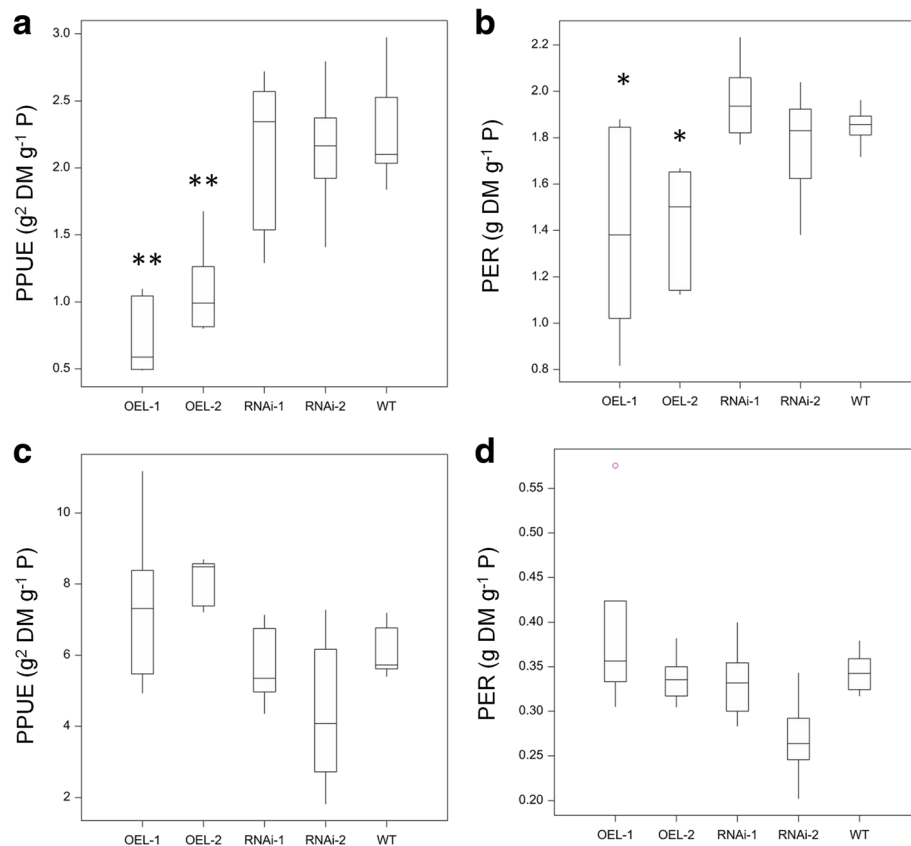 a
PPUE (g² DM g⁻¹ P)
3.0
2.5
2.0
1.5
1.0
0.5
**
**
OEL-1 OEL-2 RNAi-1 RNAi-2 WT
b
PER (g DM g⁻¹ P)
2.2
2.0
1.8
1.6
1.4
1.2
1.0
0.8
*
*
OEL-1 OEL-2 RNAi-1 RNAi-2 WT
c
PPUE (g² DM g⁻¹ P)
10
8
6
4
2
OEL-1 OEL-2 RNAi-1 RNAi-2 WT
d
PER (g DM g⁻¹ P)
0.55
0.50
0.45
0.40
0.35
0.30
0.25
0.20
OEL-1 OEL-2 RNAi-1 RNAi-2 WT